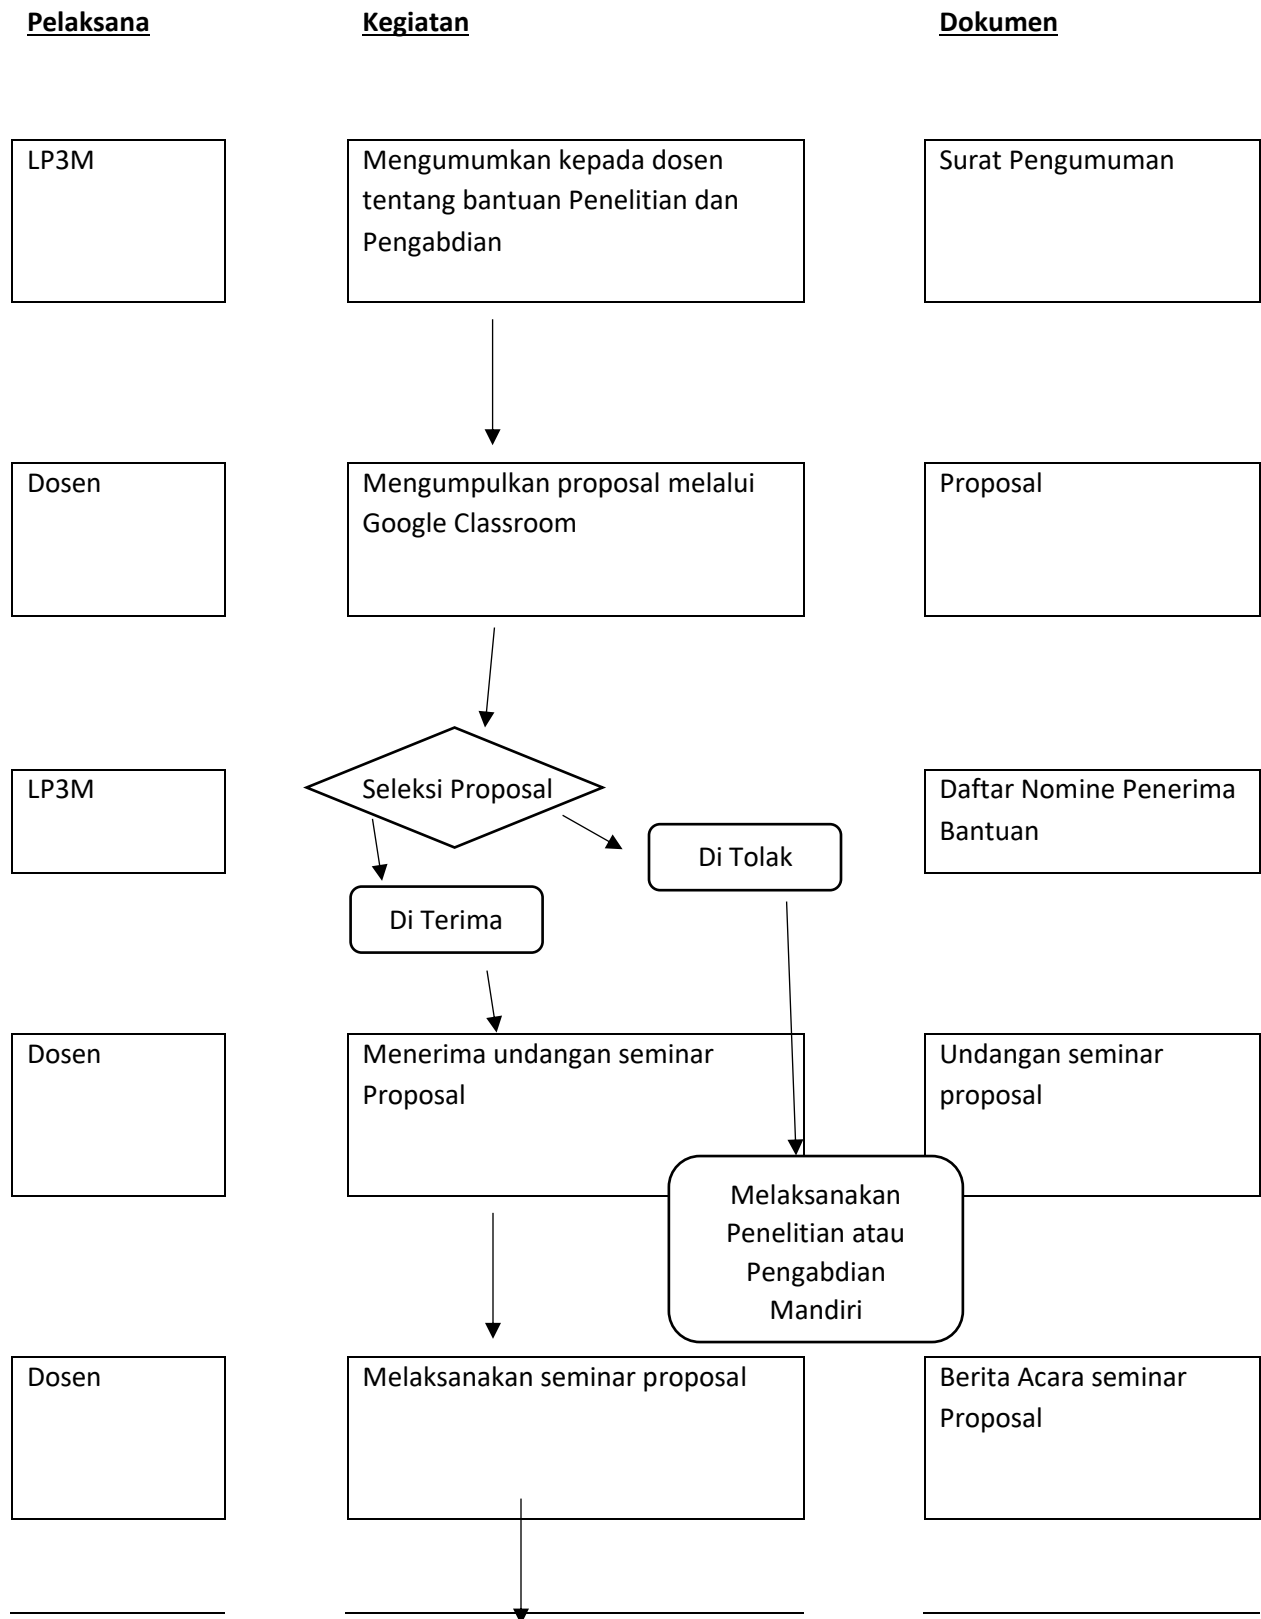 Pelaksana Kegiatan Dokumen
LP3M
Mengumumkan kepada dosen
tentang bantuan Penelitian dan
Pengabdian
Surat Pengumuman
Dosen
Mengumpulkan proposal melalui
Google Classroom
Proposal
LP3M
Seleksi Proposal
Di Tolak
Di Terima
Daftar Nomine Penerima
Bantuan
Dosen
Menerima undangan seminar
Proposal
Undangan seminar
proposal
Melaksanakan
Penelitian atau
Pengabdian
Mandiri
Dosen
Melaksanakan seminar proposal
Berita Acara seminar
Proposal